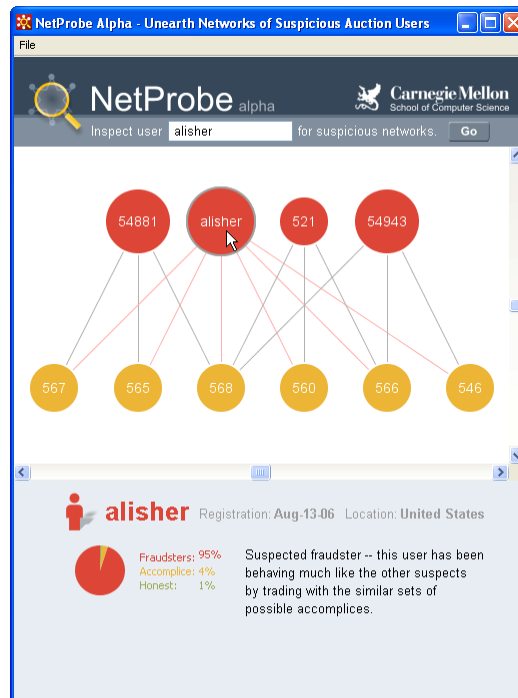 NetProbe Alpha - Unearth Networks of Suspicious Auction Users
File
NetProbe alpha
Carnegie Mellon
School of Computer Science
Inspect user alisher for suspicious networks. Go
54881 alisher 521 54943
567 565 568 560 566 546
alisher Registration: Aug-13-06 Location: United States
Fraudsters: 95%
Accomplice: 4%
Honest: 1%
Suspected fraudster -- this user has been
behaving much like the other suspects
by trading with the similar sets of
possible accomplices.